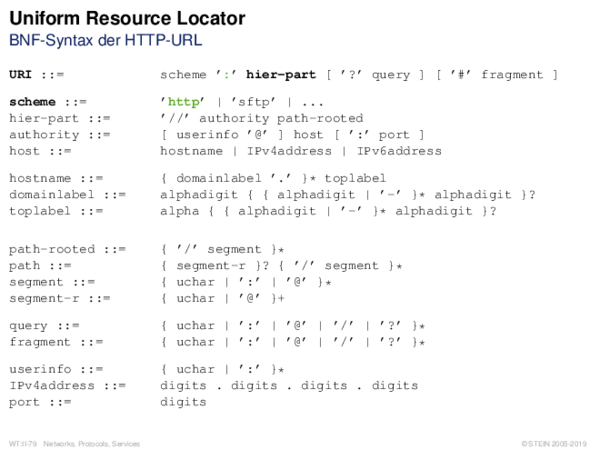 Uniform Resource Locator
BNF-Syntax der HTTP-URL
URI ::= scheme ':' hier-part [ '?' query ] [ '#' fragment ]
scheme ::= 'http' | 'sftp' | ...
hier-part ::= '//' authority path-rooted
authority ::= [ userinfo '@' ] host [ ':' port ]
host ::= hostname | IPv4address | IPv6address
hostname ::= { domainlabel '.' }* toplabel
domainlabel ::= alphadigit { { alphadigit | '-' }* alphadigit }?
toplabel ::= alpha { { alphadigit | '-' }* alphadigit }?
path-rooted ::= { '/' segment }*
path ::= { segment-r }? { '/' segment }*
segment ::= { uchar | ':' | '@' }*
segment-r ::= { uchar | '@' }+
query ::= { uchar | ':' | '@' | '/' | '?' }*
fragment ::= { uchar | ':' | '@' | '/' | '?' }*
userinfo ::= { uchar | ':' }*
IPv4address ::= digits . digits . digits . digits
port ::= digits
WT:II-79 Networks, Protocols, Services © STEIN 2005-2019